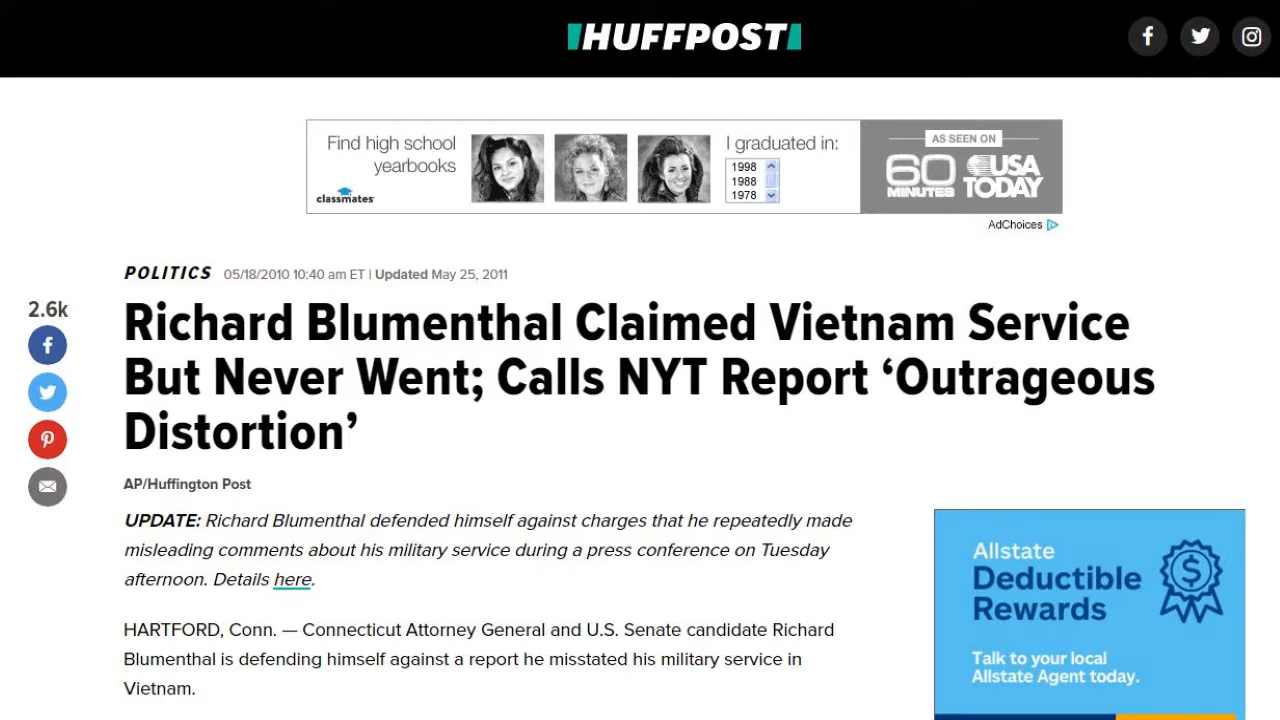 HUFFPOST
Find high school
yearbooks
classmates
I graduated in:
1998
1988
1978
AS SEEN ON
60
MINUTES
USA
TODAY
AdChoices
POLITICS 05/18/2010 10:40 am ET | Updated May 25, 2011
2.6k
Richard Blumenthal Claimed Vietnam Service
But Never Went; Calls NYT Report ‘Outrageous
Distortion’
AP/Huffington Post
UPDATE: Richard Blumenthal defended himself against charges that he repeatedly made
misleading comments about his military service during a press conference on Tuesday
afternoon. Details here.
HARTFORD, Conn. — Connecticut Attorney General and U.S. Senate candidate Richard
Blumenthal is defending himself against a report he misstated his military service in
Vietnam.
Allstate
Deductible
Rewards
Talk to your local
Allstate Agent today.